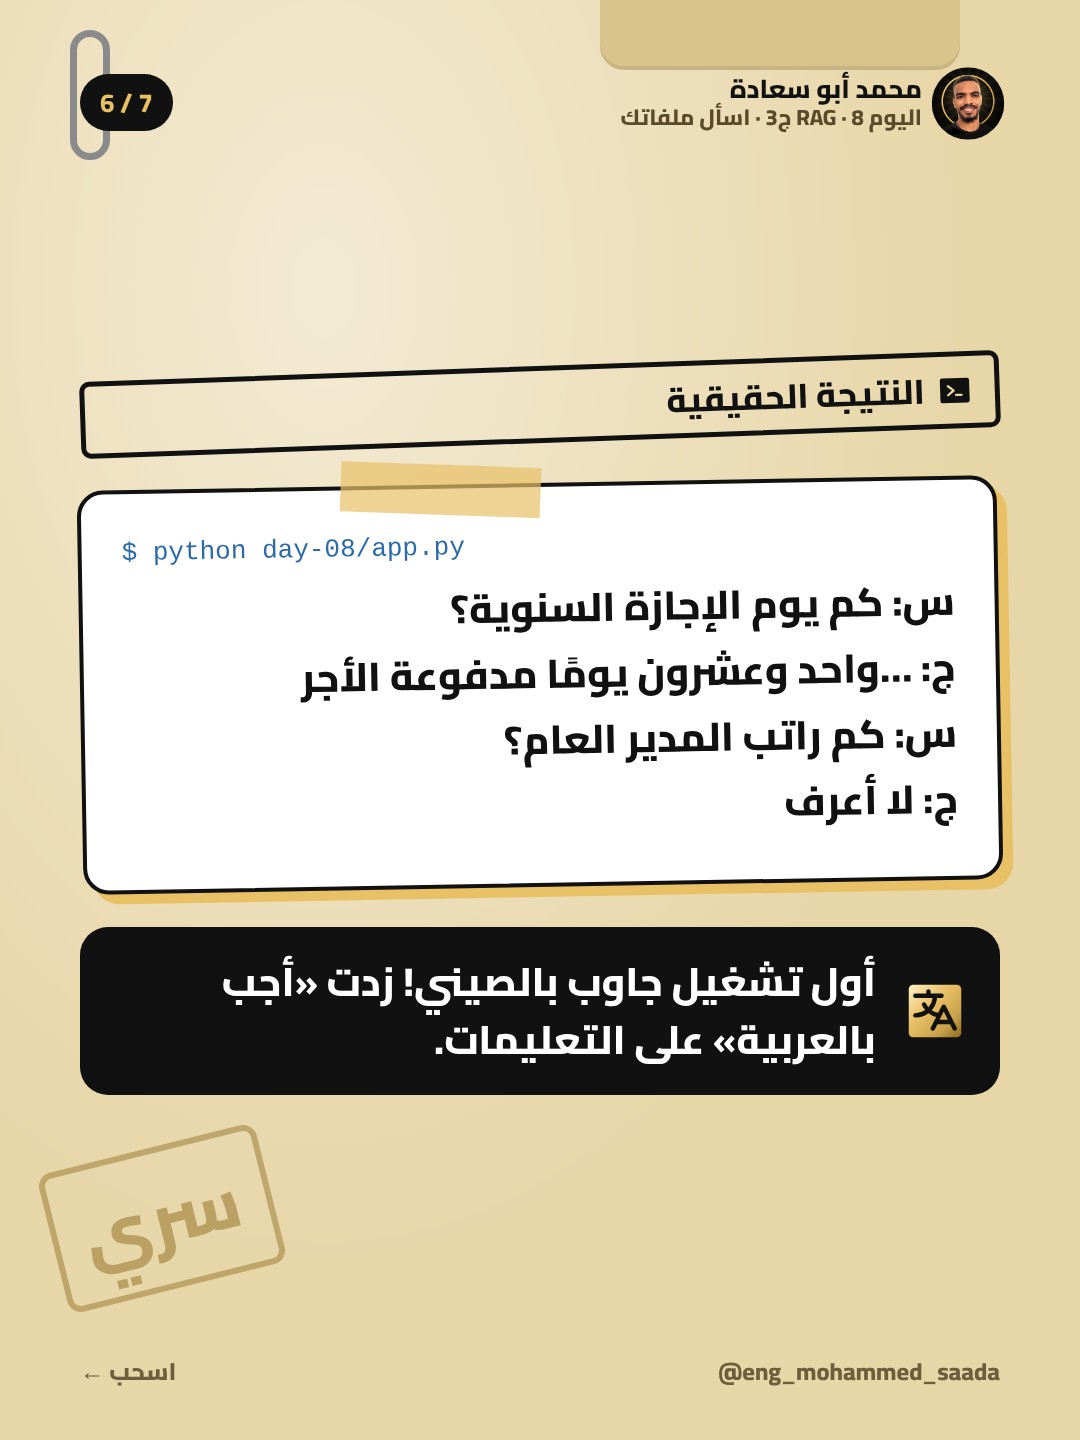 محمد أبو سعادة
اليوم 8 · RAG ج3 · اسأل ملفاتك
6 / 7
النتيجة الحقيقية
$ python day-08/app.py
س: كم يوم الإجازة السنوية؟
ج: ...واحد وعشرون يومًا مدفوعة الأجر
س: كم راتب المدير العام؟
ج: لا أعرف
أول تشغيل جاوب بالصيني! زدت «أجب
بالعربية» على التعليمات.
سري
@eng_mohammed_saada
اسحب ←